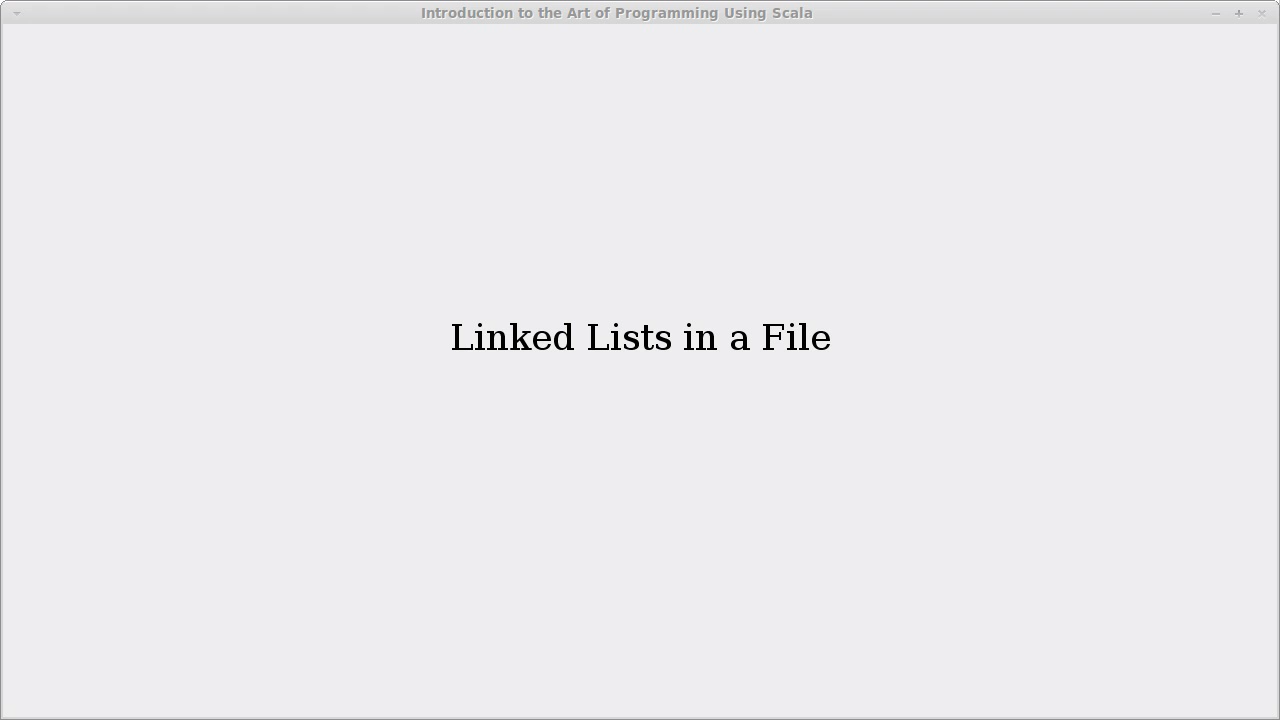 Introduction to the Art of Programming Using Scala
Linked Lists in a File